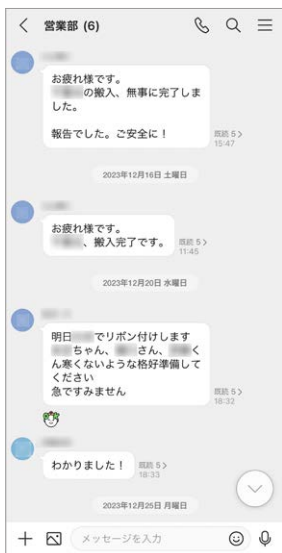 営業部 (6)
お疲れ様です。
の搬入、無事に完了しま
した。
報告でした。ご安全に！
既読 5
15:47
2023年12月16日 土曜日
お疲れ様です。
、搬入完了です。
既読 5
11:45
2023年12月20日 水曜日
明日 でリボン付けします
ちゃん、 さん、 く
ん寒くないような格好準備して
ください
急ですみません
既読 5
18:32
わかりました！
既読 5
18:33
2023年12月25日 月曜日
メッセージを入力